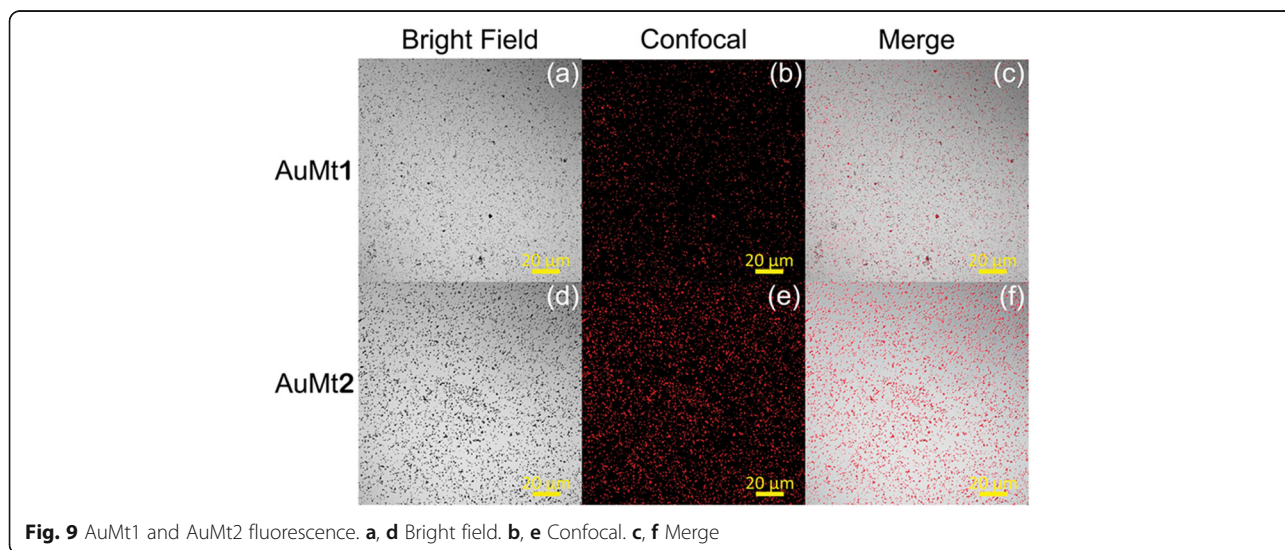 Bright Field Confocal Merge
(a) (b) (c)
AuMt1
20 µm 20 µm 20 µm
(d) (e) (f)
AuMt2
20 µm 20 µm 20 µm
Fig. 9 AuMt1 and AuMt2 fluorescence. a, d Bright field. b, e Confocal. c, f Merge